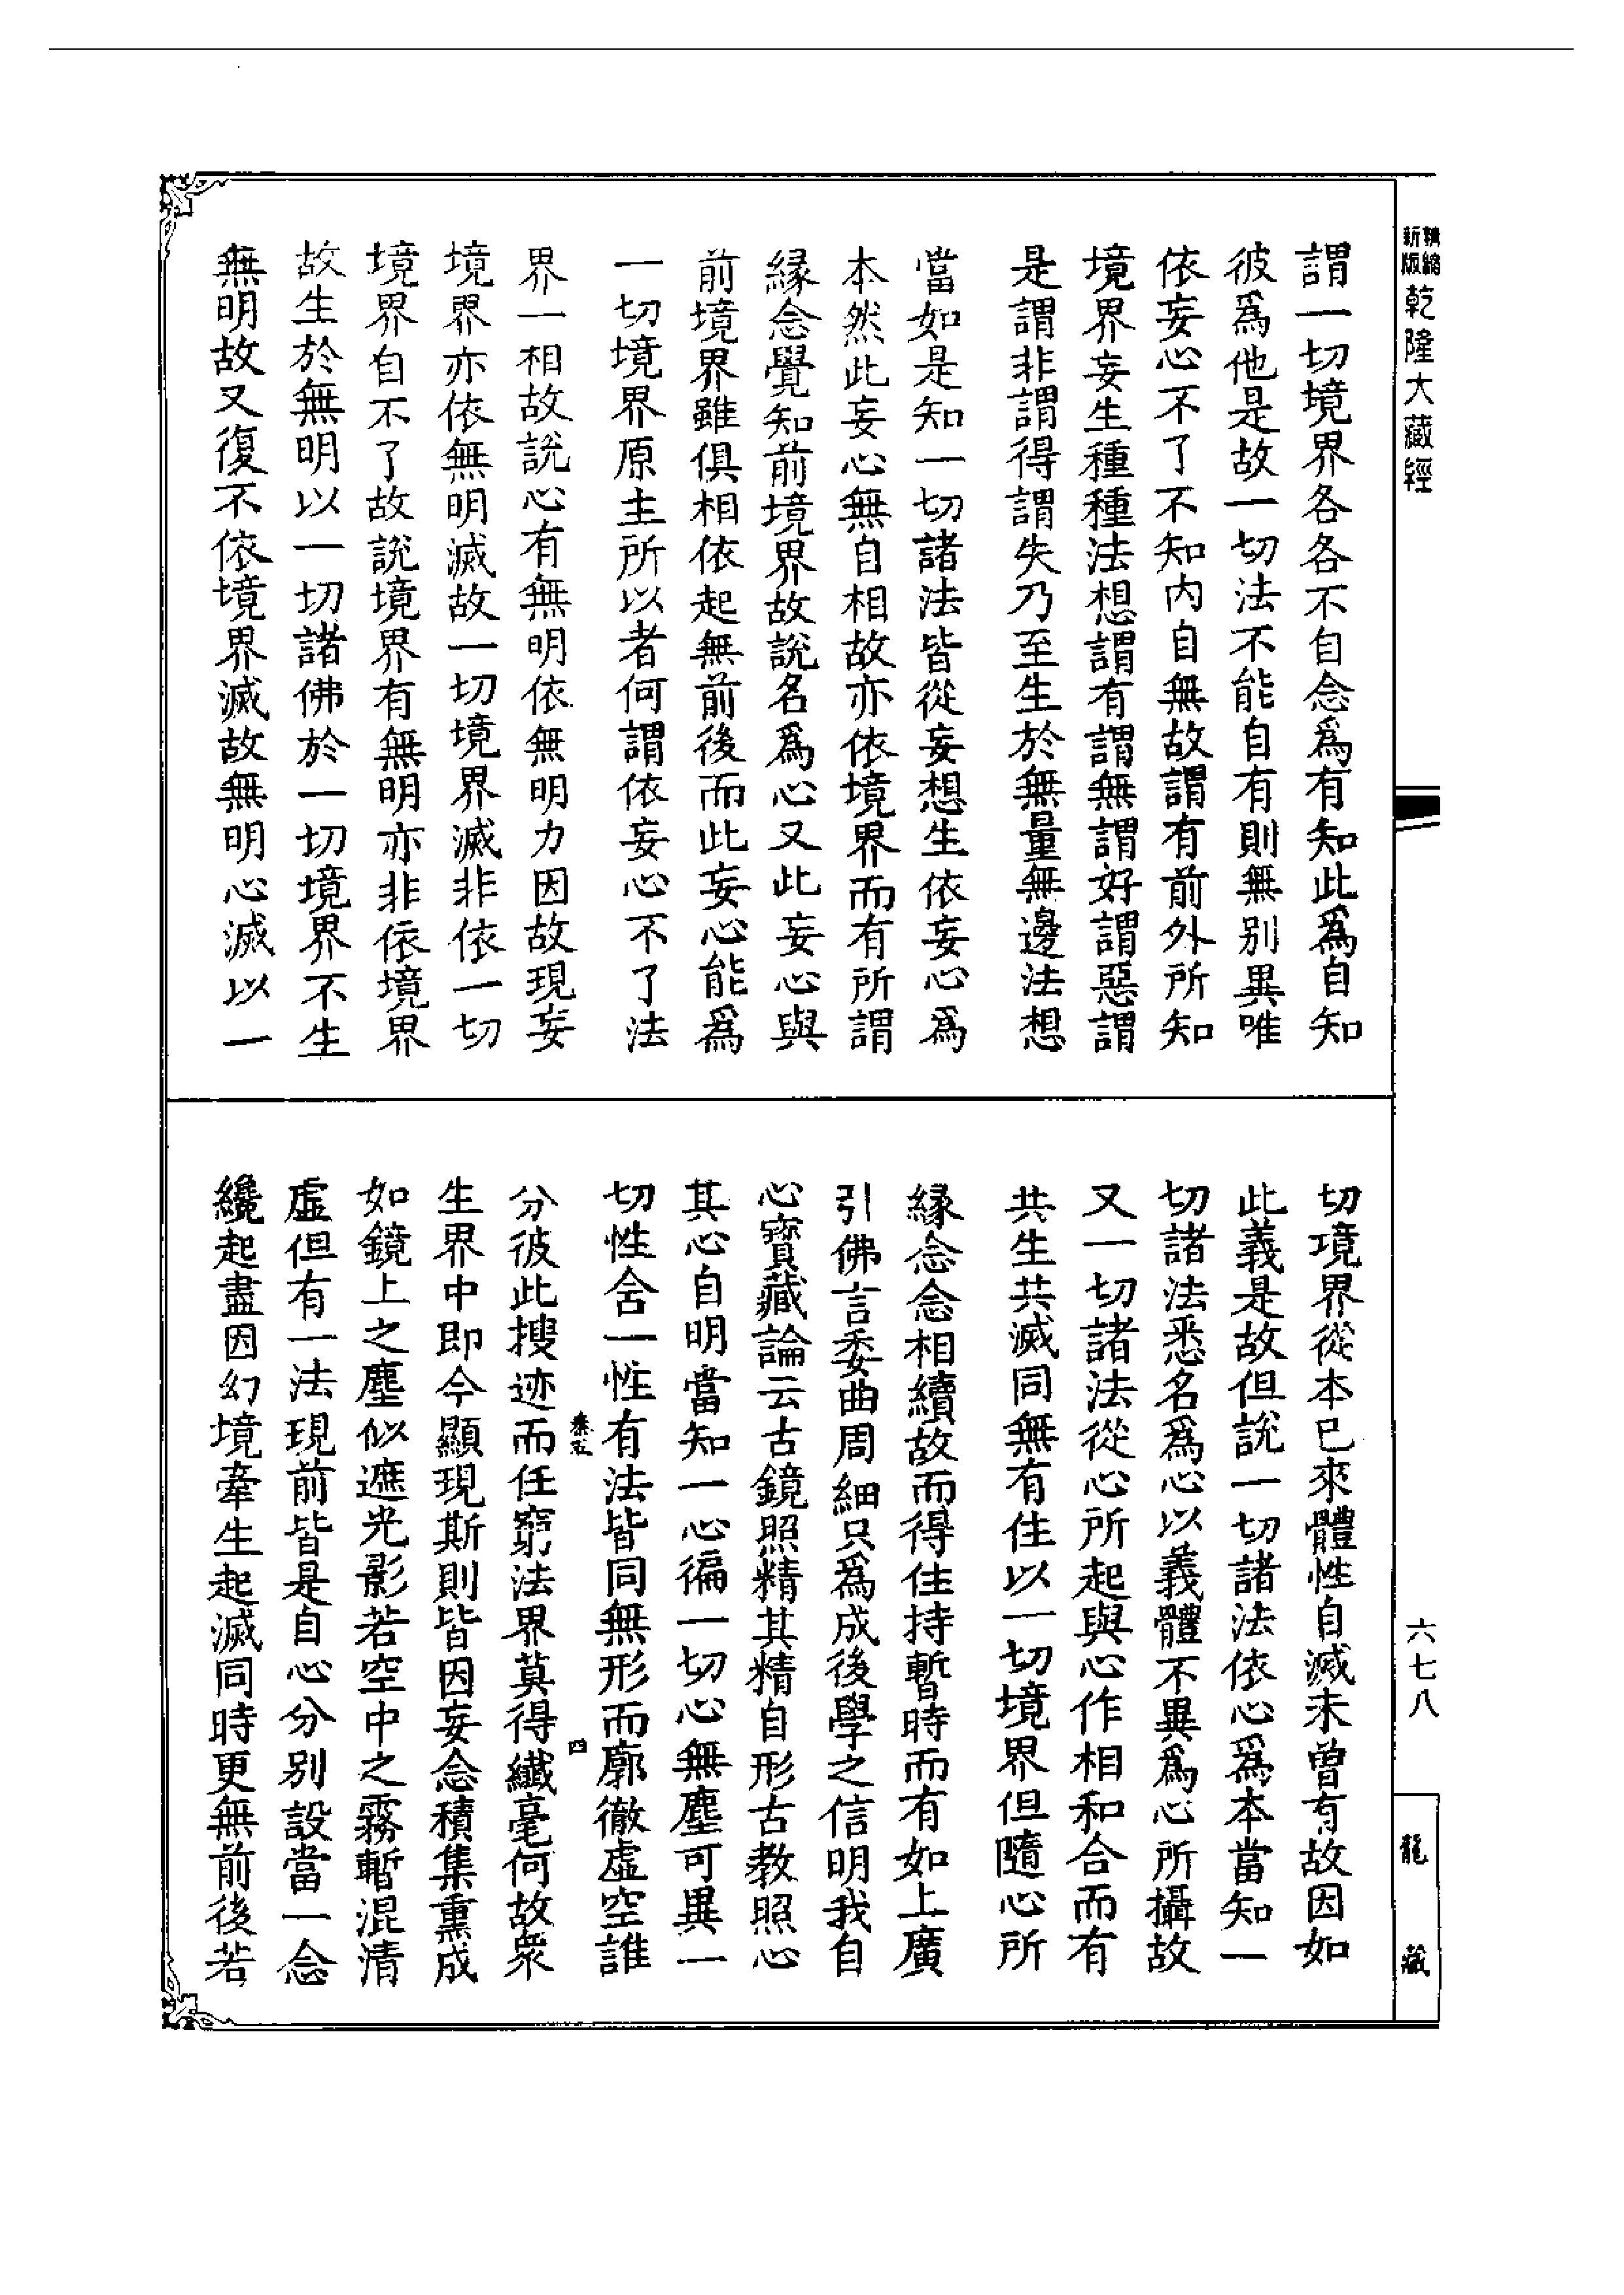 精縮新版乾隆大藏經
六七八
龍藏
謂一切境界各各不自念爲有知此爲自知
彼爲他是故一切法不能自有則無別異唯
依妄心不了不知内自無故謂有前外所知
境界妄生種種法想謂有謂無謂好謂惡謂
是謂非謂得謂失乃至生於無量無邊法想
當如是知一切諸法皆從妄想生依妄心爲
本然此妄心無自相故亦依境界而有所謂
緣念覺知前境界故說名爲心又此妄心與
前境界雖俱相依起無前後而此妄心能爲
一切境界原主所以者何謂依妄心不了法
界一相故說心有無明依無明力因故現妄
境界亦依無明滅故一切境界滅非依一切
境界自不了故說境界有無明亦非依境界
故生於無明以一切諸佛於一切境界不生
無明故又復不依境界滅故無明心滅以一
切境界從本已來體性自滅未曾有故因如
此義是故但說一切諸法依心爲本當知一
切諸法悉名爲心以義體不異爲心所攝故
又一切諸法從心所起與心作相和合而有
共生共滅同無有住以一切境界但隨心所
緣念念相續故而得住持暫時而有如上廣
引佛言委曲周細只爲成後學之信明我自
心寶藏論云古鏡照精其精自形古教照心
其心自明當知一心徧一切心無塵可異一
切性含一性有法皆同無形而廓徹虛空誰
四
分彼此搜迹而任窮法界莫得纖毫何故衆
生界中即今顯現斯則皆因妄念積集熏成
如鏡上之塵似遮光影若空中之霧暫混清
虛但有一法現前皆是自心分別設當一念
纔起盡因幻境牽生起滅同時更無前後若